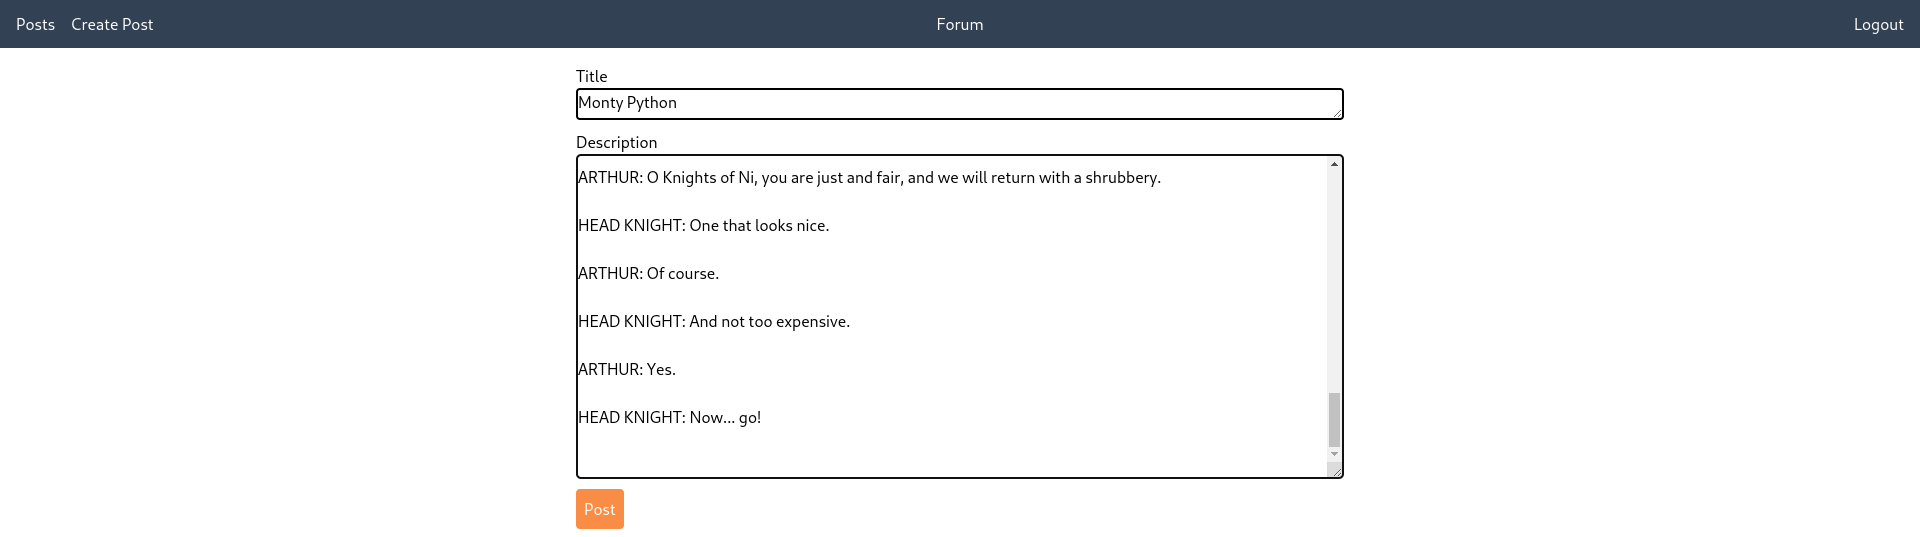 Posts Create Post Forum Logout
Title
Monty Python
Description
ARTHUR: O Knights of Ni, you are just and fair, and we will return with a shrubbery.
HEAD KNIGHT: One that looks nice.
ARTHUR: Of course.
HEAD KNIGHT: And not too expensive.
ARTHUR: Yes.
HEAD KNIGHT: Now... go!
Post